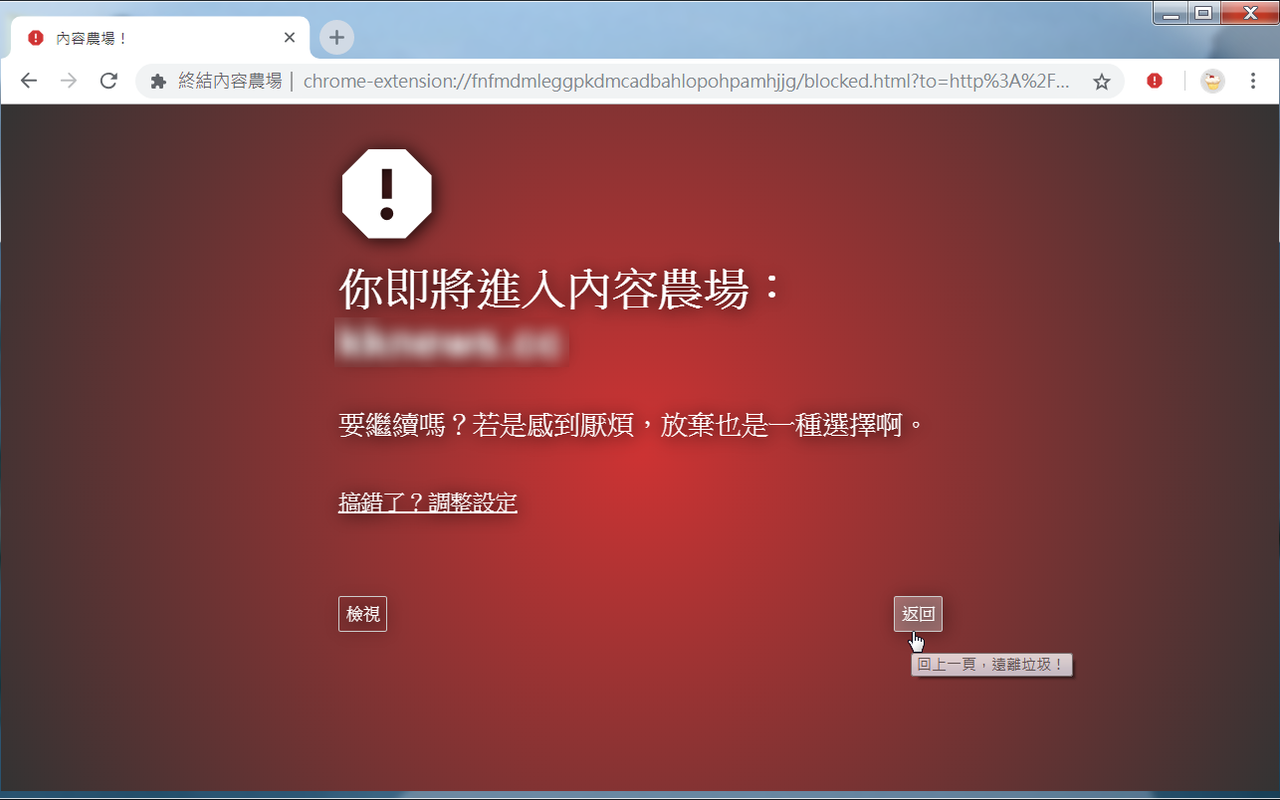 內容農場！
終結內容農場 | chrome-extension://fnfmdmleggpkdmcadbahlopohpamhjjg/blocked.html?to=http%3A%2F...
你即將進入內容農場：
要繼續嗎？若是感到厭煩，放棄也是一種選擇啊。
搞錯了？調整設定
檢視
返回
回上一頁，遠離垃圾！